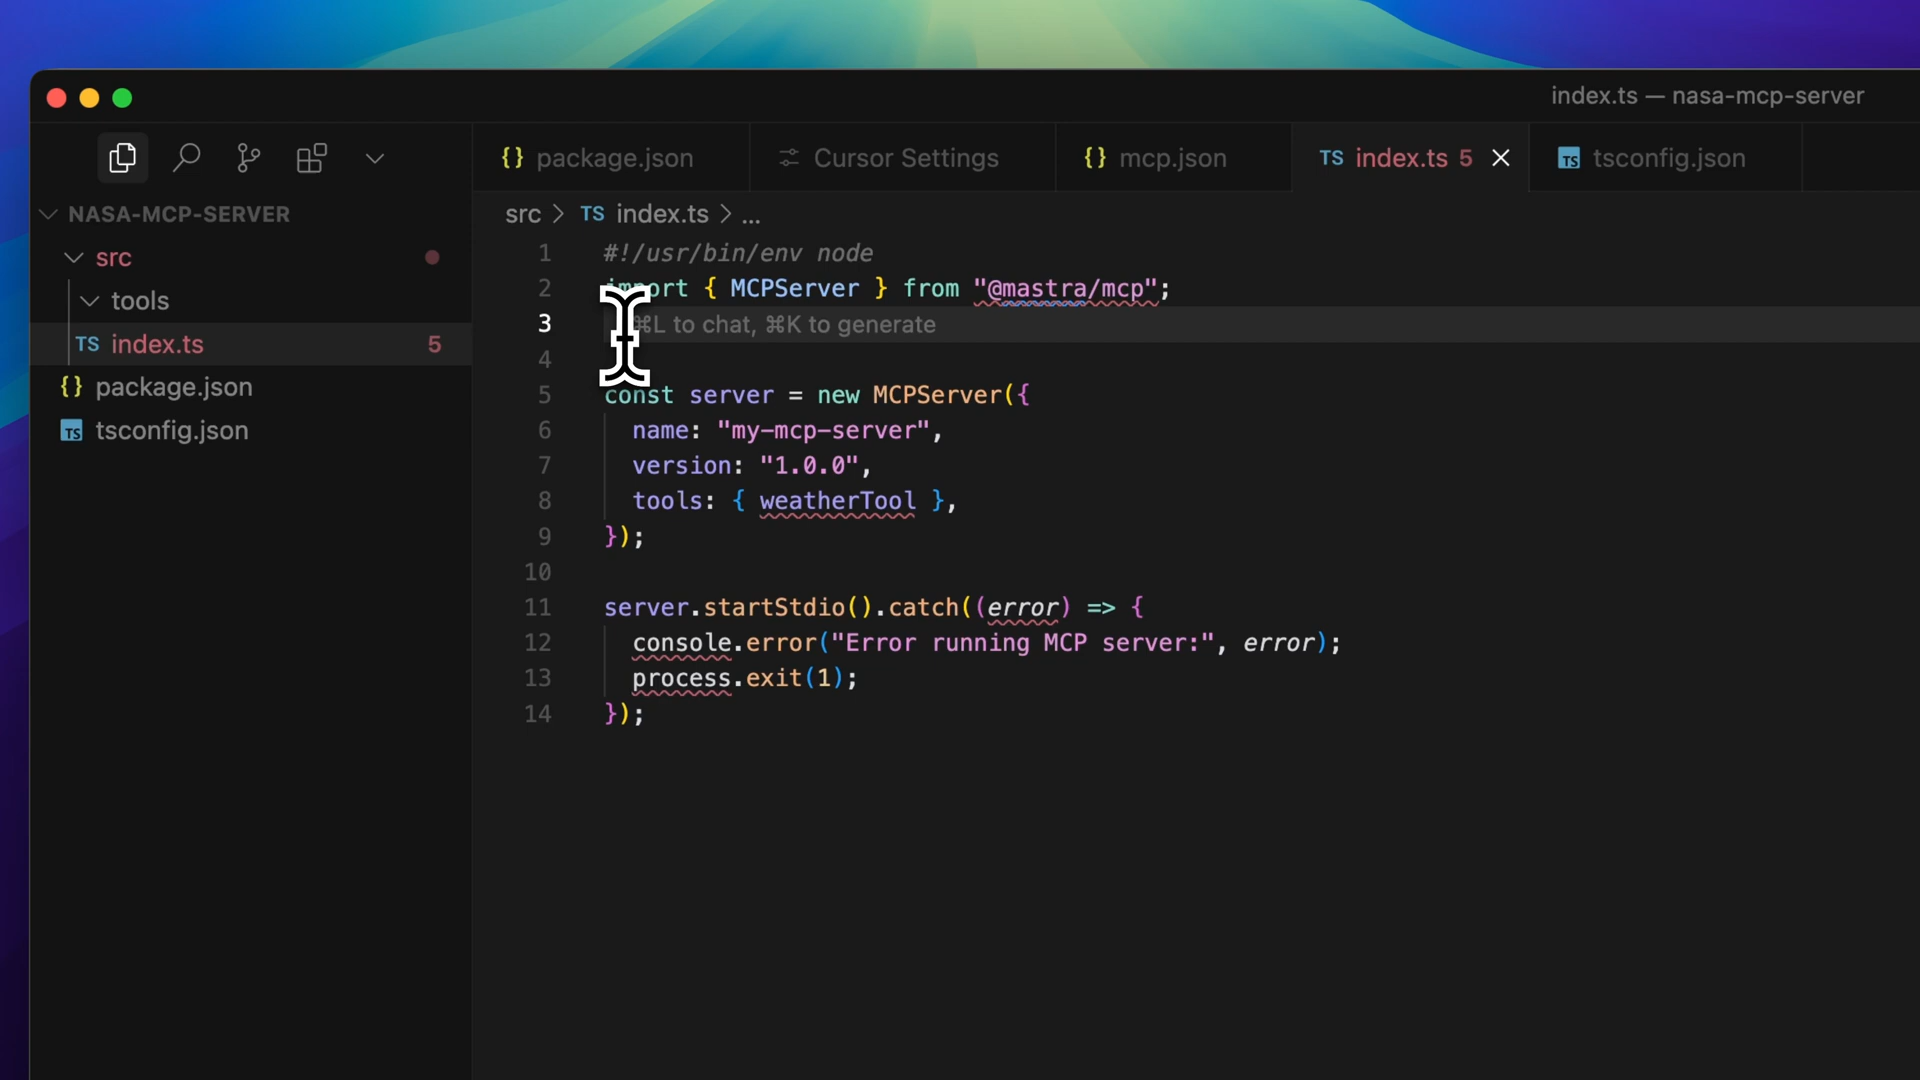 index.ts — nasa-mcp-server
{} package.json
Cursor Settings
{} mcp.json
TS index.ts 5
TS tsconfig.json
NASA-MCP-SERVER
src
tools
TS index.ts 5
{} package.json
TS tsconfig.json
src > TS index.ts > ...
1 #!/usr/bin/env node
2 import { MCPServer } from "@mastra/mcp";
3 ⌘L to chat, ⌘K to generate
4
5 const server = new MCPServer({
6 name: "my-mcp-server",
7 version: "1.0.0",
8 tools: { weatherTool },
9 });
10
11 server.startStdio().catch((error) => {
12 console.error("Error running MCP server:", error);
13 process.exit(1);
14 });